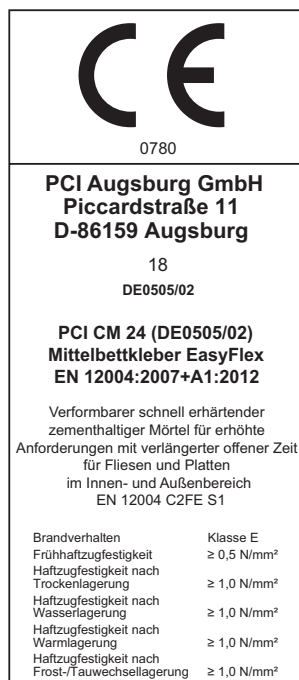 CE
0780
PCI Augsburg GmbH
Piccardstraße 11
D-86159 Augsburg
18
DE0505/02
PCI CM 24 (DE0505/02)
Mittelbettkleber EasyFlex
EN 12004:2007+A1:2012
Verformbarer schnell erhärtender
zementhaltiger Mörtel für erhöhte
Anforderungen mit verlängerter offener Zeit
für Fliesen und Platten
im Innen- und Außenbereich
EN 12004 C2FE S1
Brandverhalten Klasse E
Frühhaftzugfestigkeit ≥ 0,5 N/mm²
Haftzugfestigkeit nach
Trockenlagerung ≥ 1,0 N/mm²
Haftzugfestigkeit nach
Wasserlagerung ≥ 1,0 N/mm²
Haftzugfestigkeit nach
Warmlagerung ≥ 1,0 N/mm²
Haftzugfestigkeit nach
Frost-/Tauwechsellagerung ≥ 1,0 N/mm²